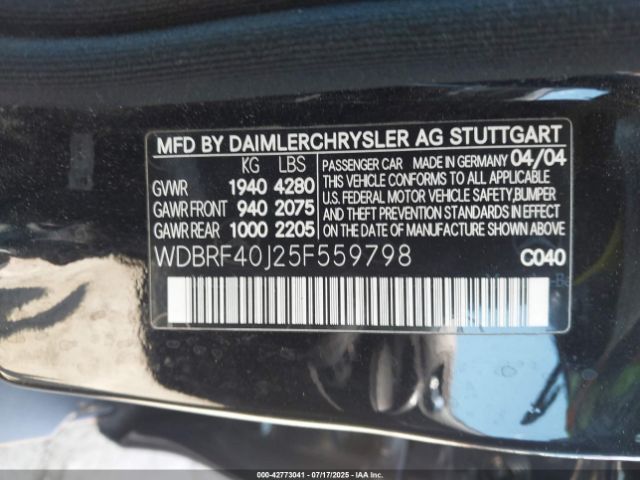 MFD BY DAIMLERCHRYSLER AG STUTTGART
KG LBS
GVWR 1940 4280
GAWR FRONT 940 2075
GAWR REAR 1000 2205
PASSENGER CAR MADE IN GERMANY 04/04
THIS VEHICLE CONFORMS TO ALL APPLICABLE
U.S. FEDERAL MOTOR VEHICLE SAFETY,BUMPER
AND THEFT PREVENTION STANDARDS IN EFFECT
ON THE DATE OF MANUFACTURE SHOWN ABOVE
WDBRF40J25F559798 C040
000-42773041 - 07/17/2025 - IAAI.COM